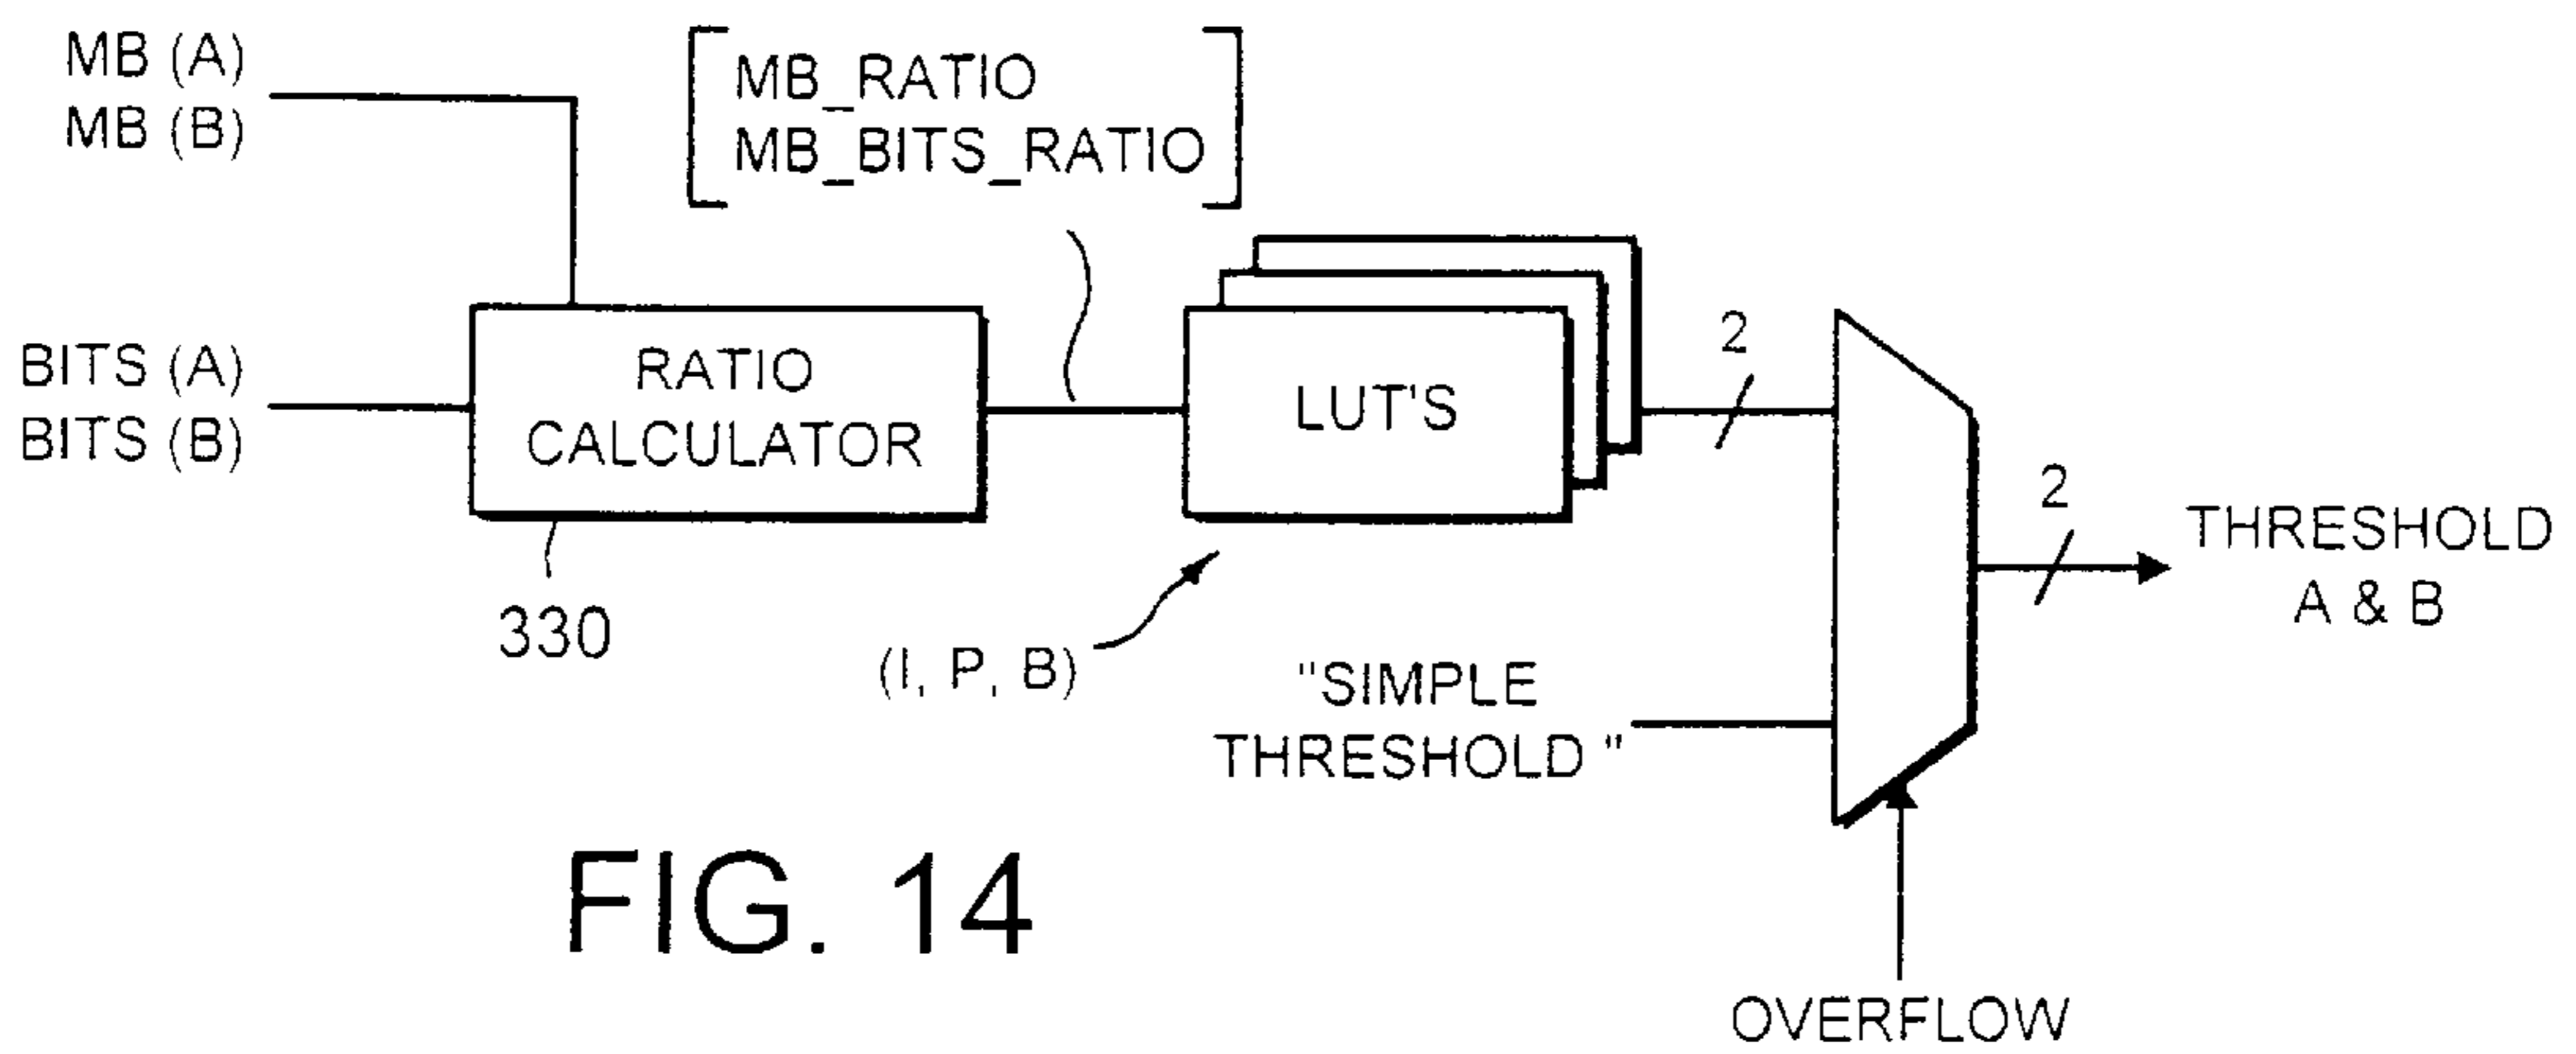 MB (A)
MB (B)
MB_RATIO
MB_BITS_RATIO
BITS (A)
BITS (B)
RATIO
CALCULATOR
LUT'S
2
2
THRESHOLD
A & B
330
(I, P, B)
"SIMPLE
THRESHOLD "
OVERFLOW
FIG. 14